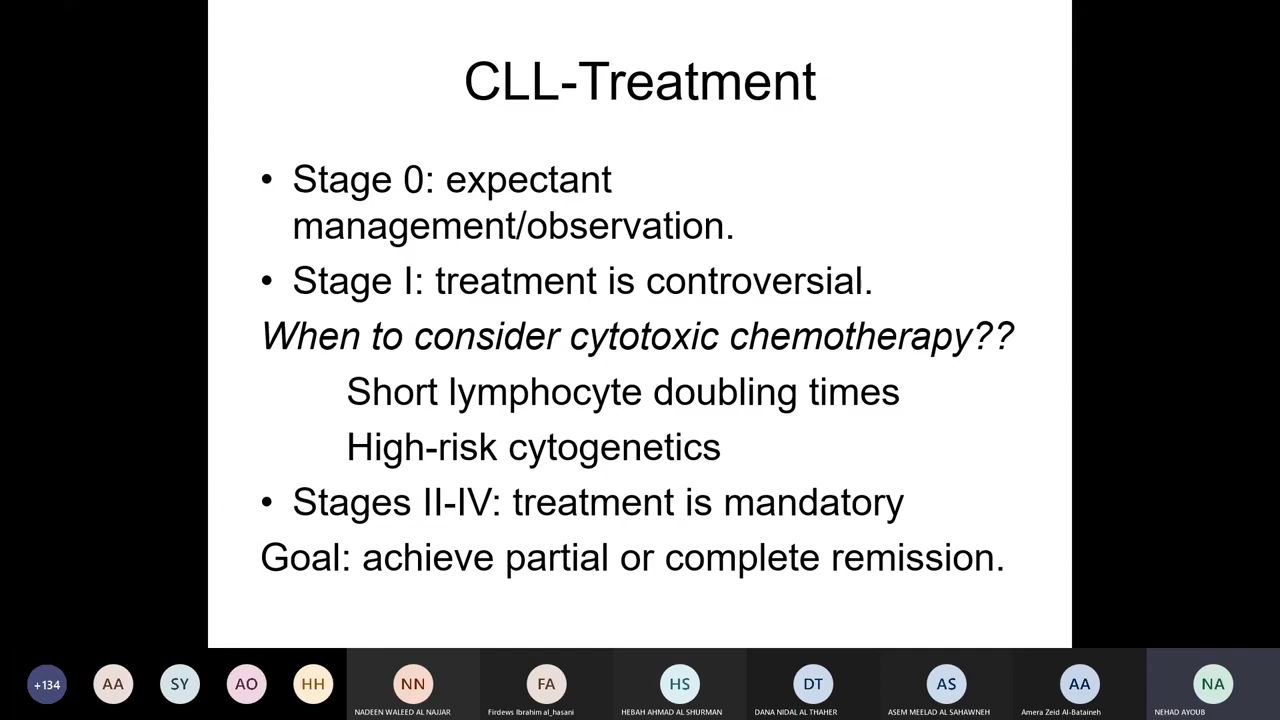 CLL-Treatment
• Stage 0: expectant
management/observation.
• Stage I: treatment is controversial.
When to consider cytotoxic chemotherapy??
Short lymphocyte doubling times
High-risk cytogenetics
• Stages II-IV: treatment is mandatory
Goal: achieve partial or complete remission.
+134 AA SY AO HH NN FA HS DT AS AA NA
NADEEN WALEED AL NAJJAR Firdews Ibrahim al_hasani HEBAH AHMAD AL SHURMAN DANA NIDAL AL THAHER ASEM MEELAD AL SAHAWNEH Amera Zeid Al-Bataineh NEHAD AYOUB